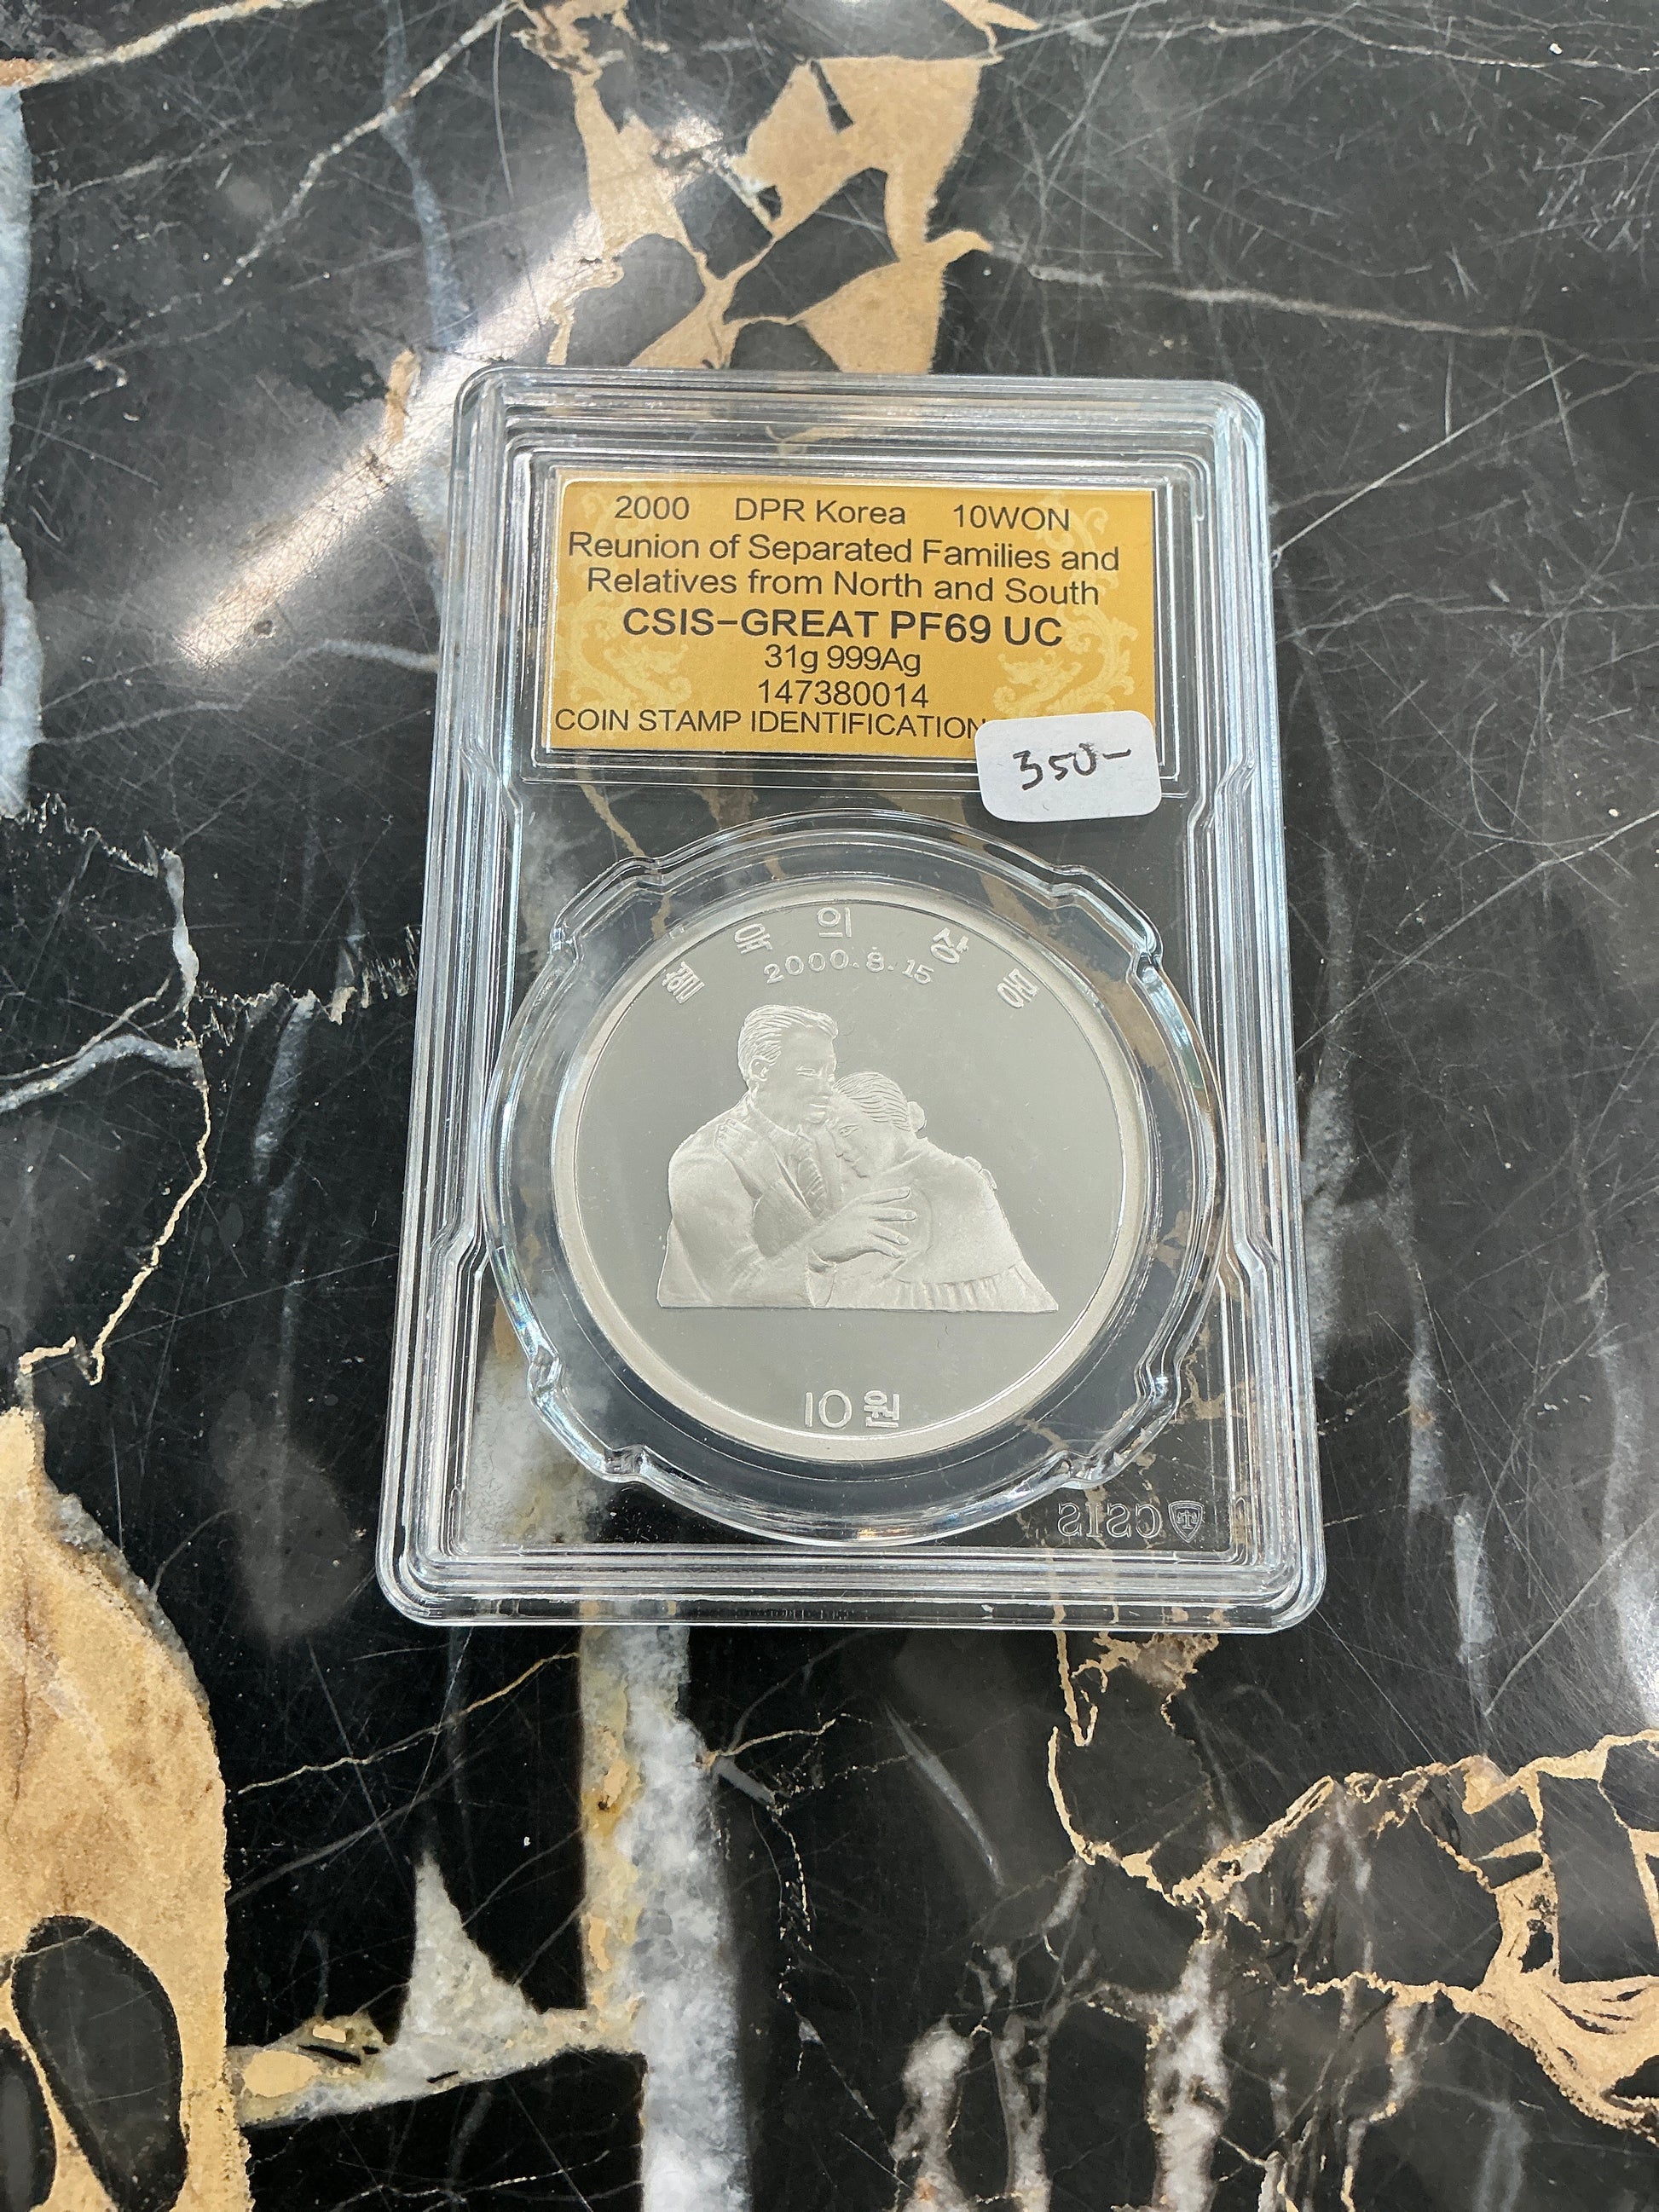 2000 DPR Korea 10WON
Reunion of Separated Families and
Relatives from North and South
CSIS-GREAT PF69 UC
31g 999Ag
147380014
COIN STAMP IDENTIFICATION
350-
혈육의상봉
2000.8.15
10원
CSIS